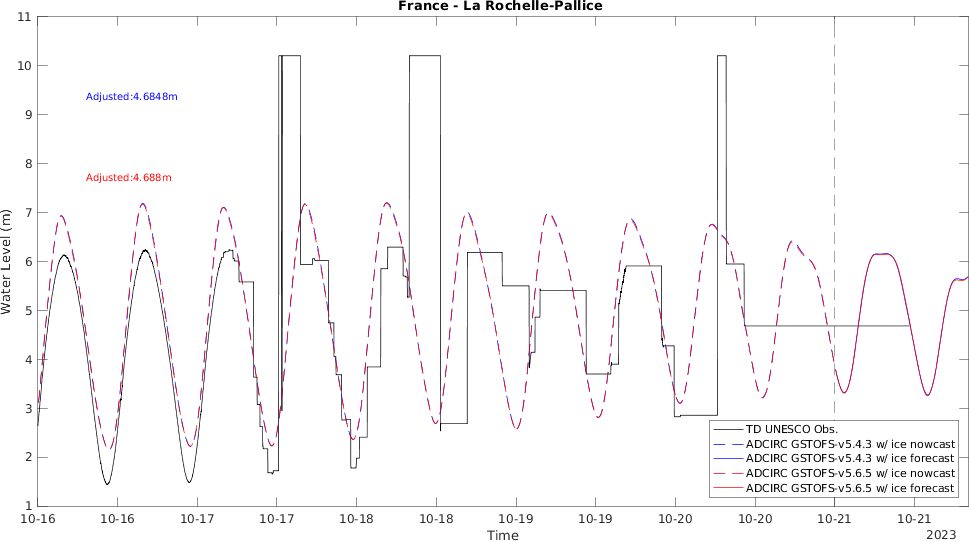 France - La Rochelle-Pallice
11
10
9
8
7
6
5
4
3
2
1
Water Level (m)
Adjusted:4.6848m
Adjusted:4.688m
TD UNESCO Obs.
ADCIRC GSTOFS-v5.4.3 w/ ice nowcast
ADCIRC GSTOFS-v5.4.3 w/ ice forecast
ADCIRC GSTOFS-v5.6.5 w/ ice nowcast
ADCIRC GSTOFS-v5.6.5 w/ ice forecast
10-16 10-16 10-17 10-17 10-18 10-18 10-19 10-19 10-20 10-20 10-21 10-21
Time
2023